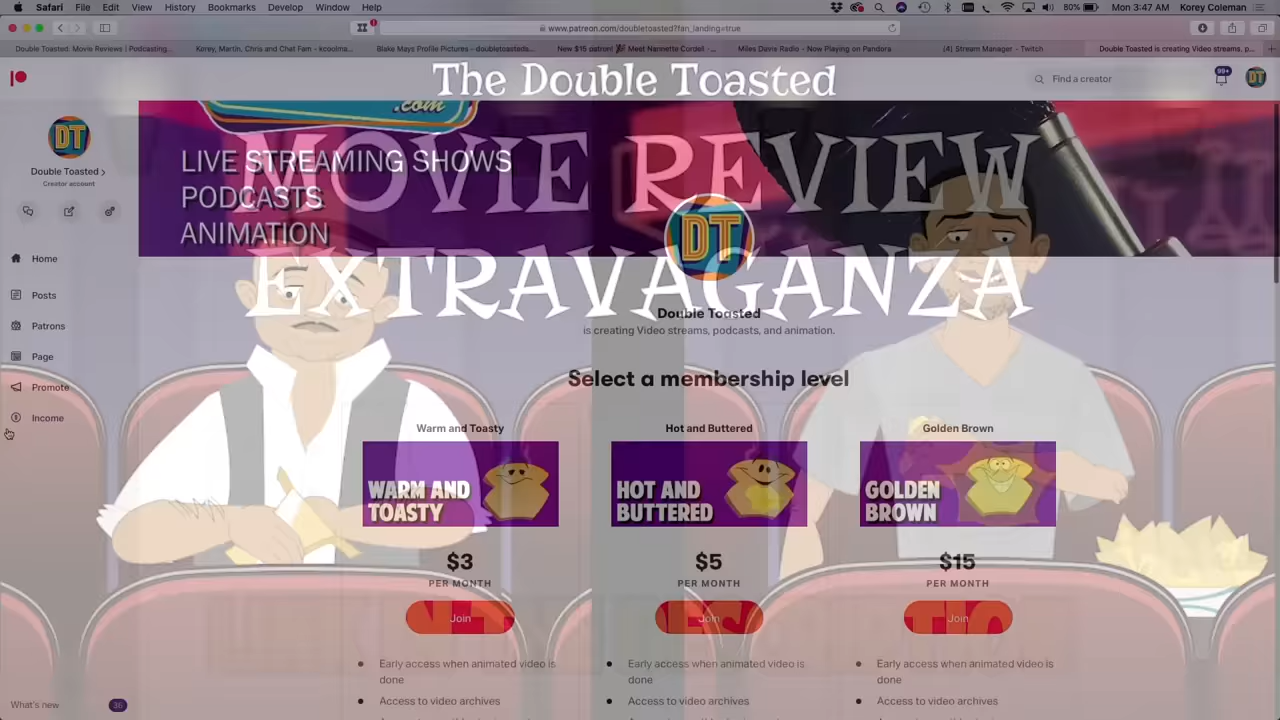 Safari File Edit View History Bookmarks Develop Window Help
80% Mon 3:47 AM Korey Coleman
www.patreon.com/doubletoasted?fan_landing=true
Double Toasted: Movie Reviews | Podcasting...
Korey, Martin, Chris and Chat Fam - koolma...
Blake Mayo Profile Pictures - doubletoasteds...
New $15 patron! Meet Nannette Cordell -...
Miles Davis Radio - Now Playing on Pandora
(4) Stream Manager - Twitch
Double Toasted is creating Video streams, p...
The Double Toasted
MOVIE REVIEW
EXTRAVAGANZA
Find a creator
99+
DT
.com
LIVE STREAMING SHOWS
PODCASTS
ANIMATION
DT
DT
Double Toasted
Creator account
Home
Posts
Patrons
Page
Promote
Income
What's new
36
Double Toasted
is creating Video streams, podcasts, and animation.
Select a membership level
Warm and Toasty
WARM AND
TOASTY
$3
PER MONTH
Join
Early access when animated video is
done
Access to video archives
Hot and Buttered
HOT AND
BUTTERED
$5
PER MONTH
Join
Early access when animated video is
done
Access to video archives
Golden Brown
GOLDEN
BROWN
$15
PER MONTH
Join
Early access when animated video is
done
Access to video archives